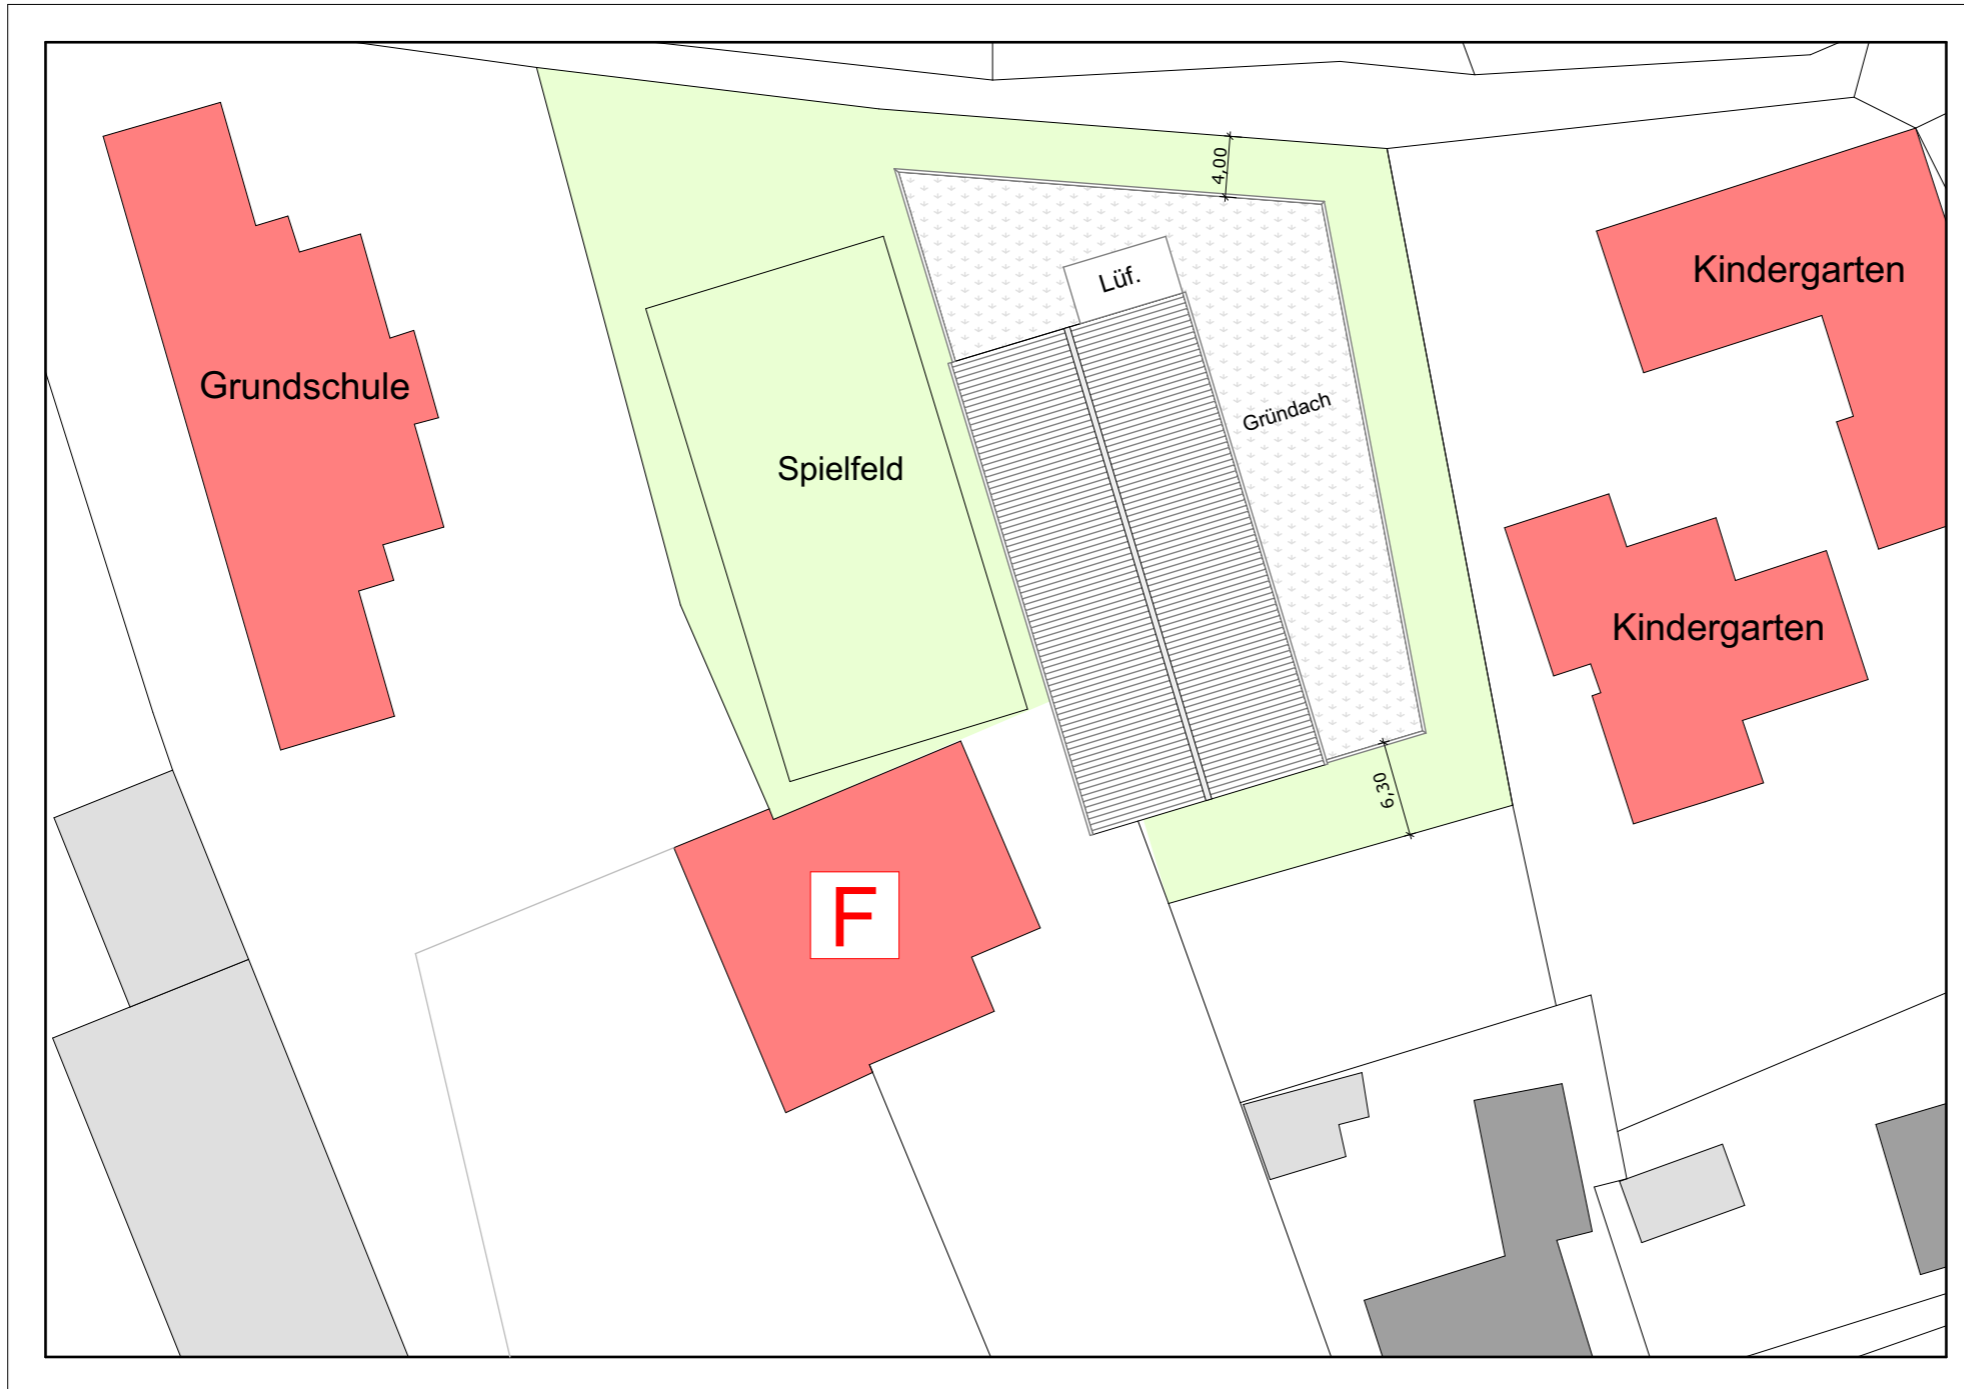 4,00
Kindergarten
Lüf.
Grundschule
Gründach
Spielfeld
Kindergarten
6,30
F